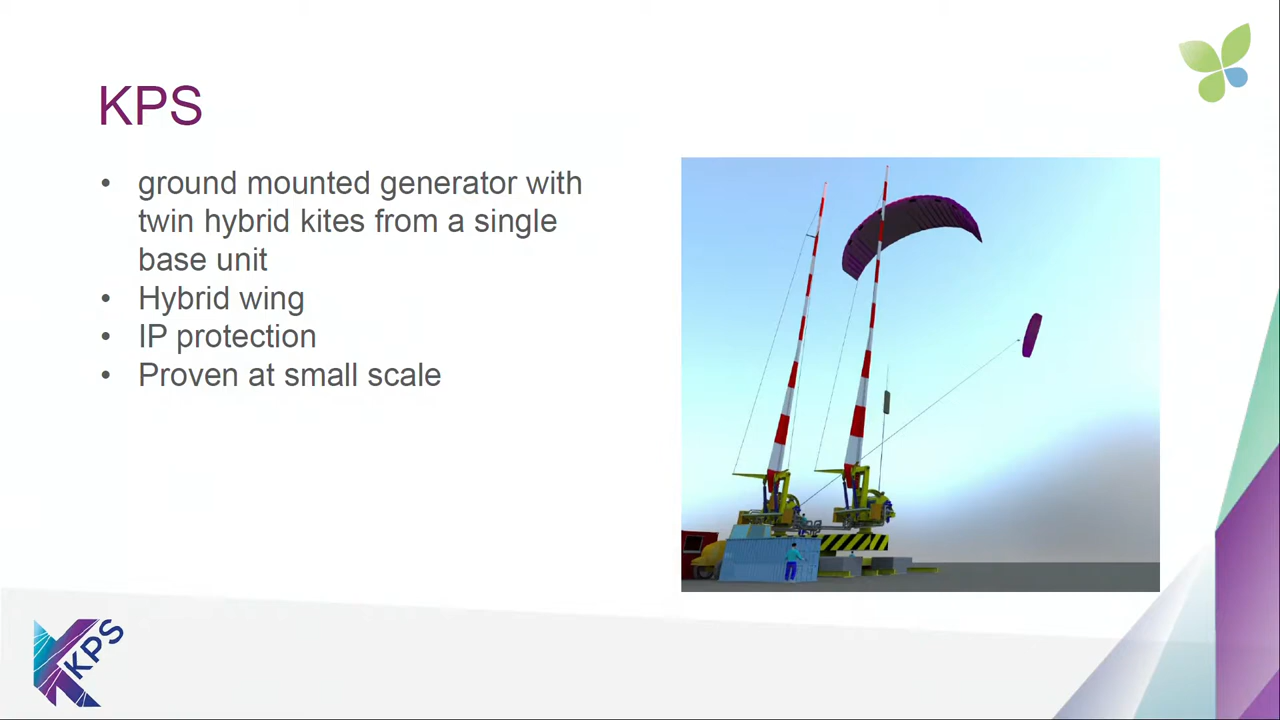 KPS
• ground mounted generator with
twin hybrid kites from a single
base unit
• Hybrid wing
• IP protection
• Proven at small scale
KPS